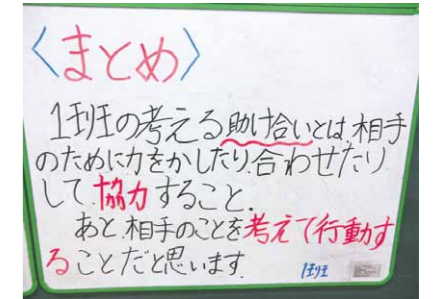 〈まとめ〉
1班の考える助け合いとは、相手
のために力をかしたり、合わせたり
して、協力すること。
あと、相手のことを考えて行動す
ることだと思います。
1班